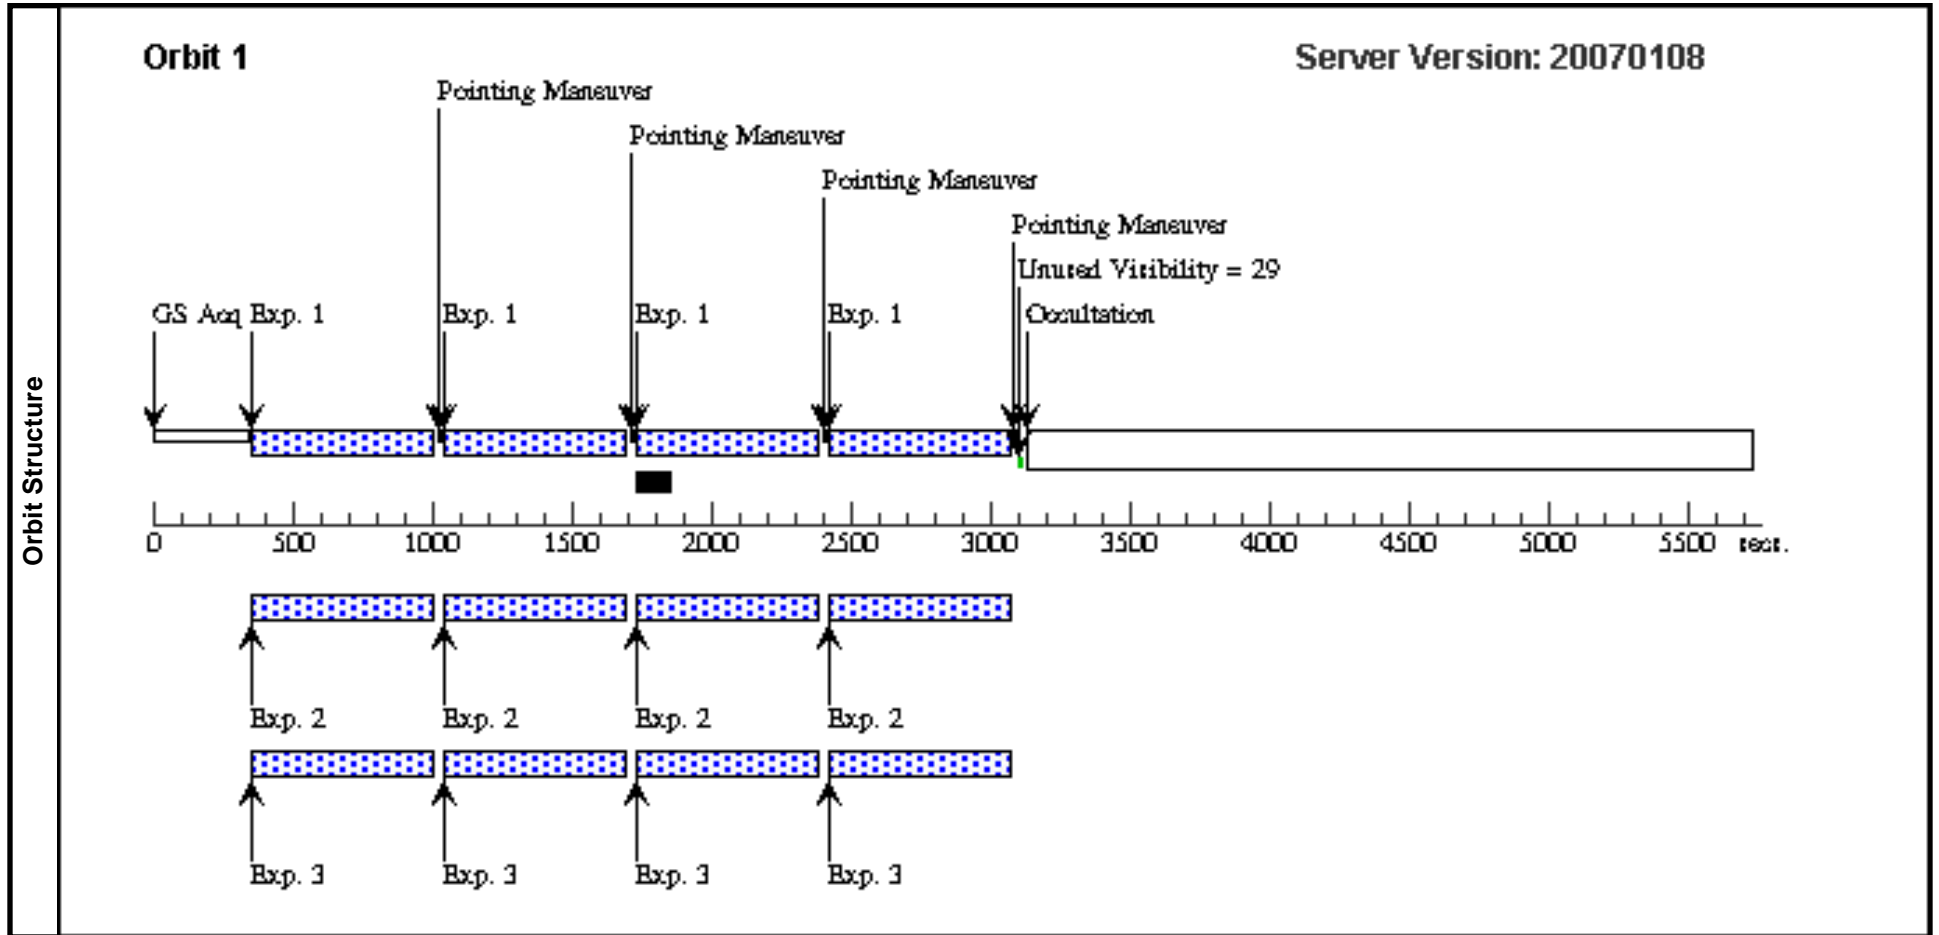 Orbit Structure
Orbit 1
Server Version: 20070108
Pointing Maneuver
Pointing Maneuver
Pointing Maneuver
Pointing Maneuver
Unused Visibility = 29
GS Acq Exp. 1 Exp. 1 Exp. 1 Exp. 1 Occultation
0 500 1000 1500 2000 2500 3000 3500 4000 4500 5000 5500 secs.
Exp. 2 Exp. 2 Exp. 2 Exp. 2
Exp. 3 Exp. 3 Exp. 3 Exp. 3